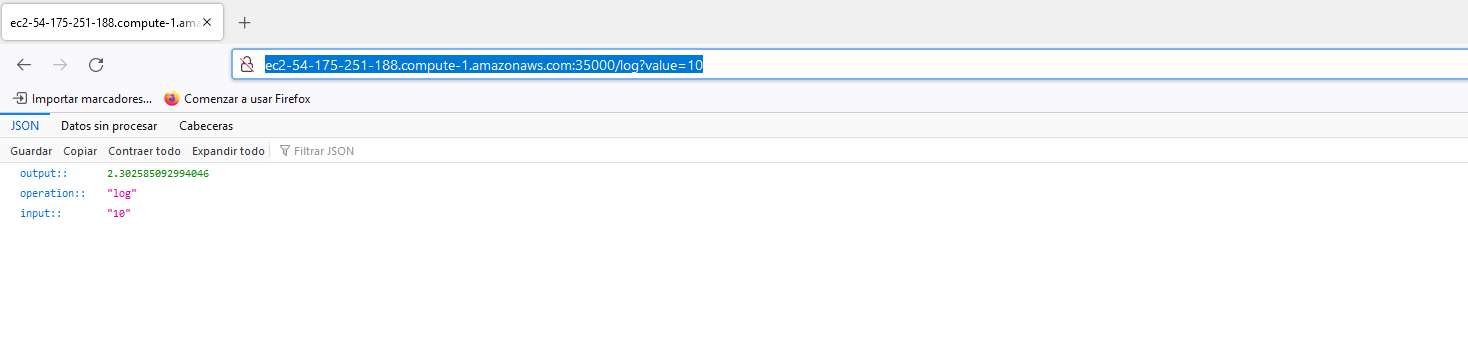 ec2-54-175-251-188.compute-1.ama
ec2-54-175-251-188.compute-1.amazonaws.com:35000/log?value=10
Importar marcadores... Comenzar a usar Firefox
JSON Datos sin procesar Cabeceras
Guardar Copiar Contraer todo Expandir todo Filtrar JSON
output:: 2.302585092994046
operation:: "log"
input:: "10"